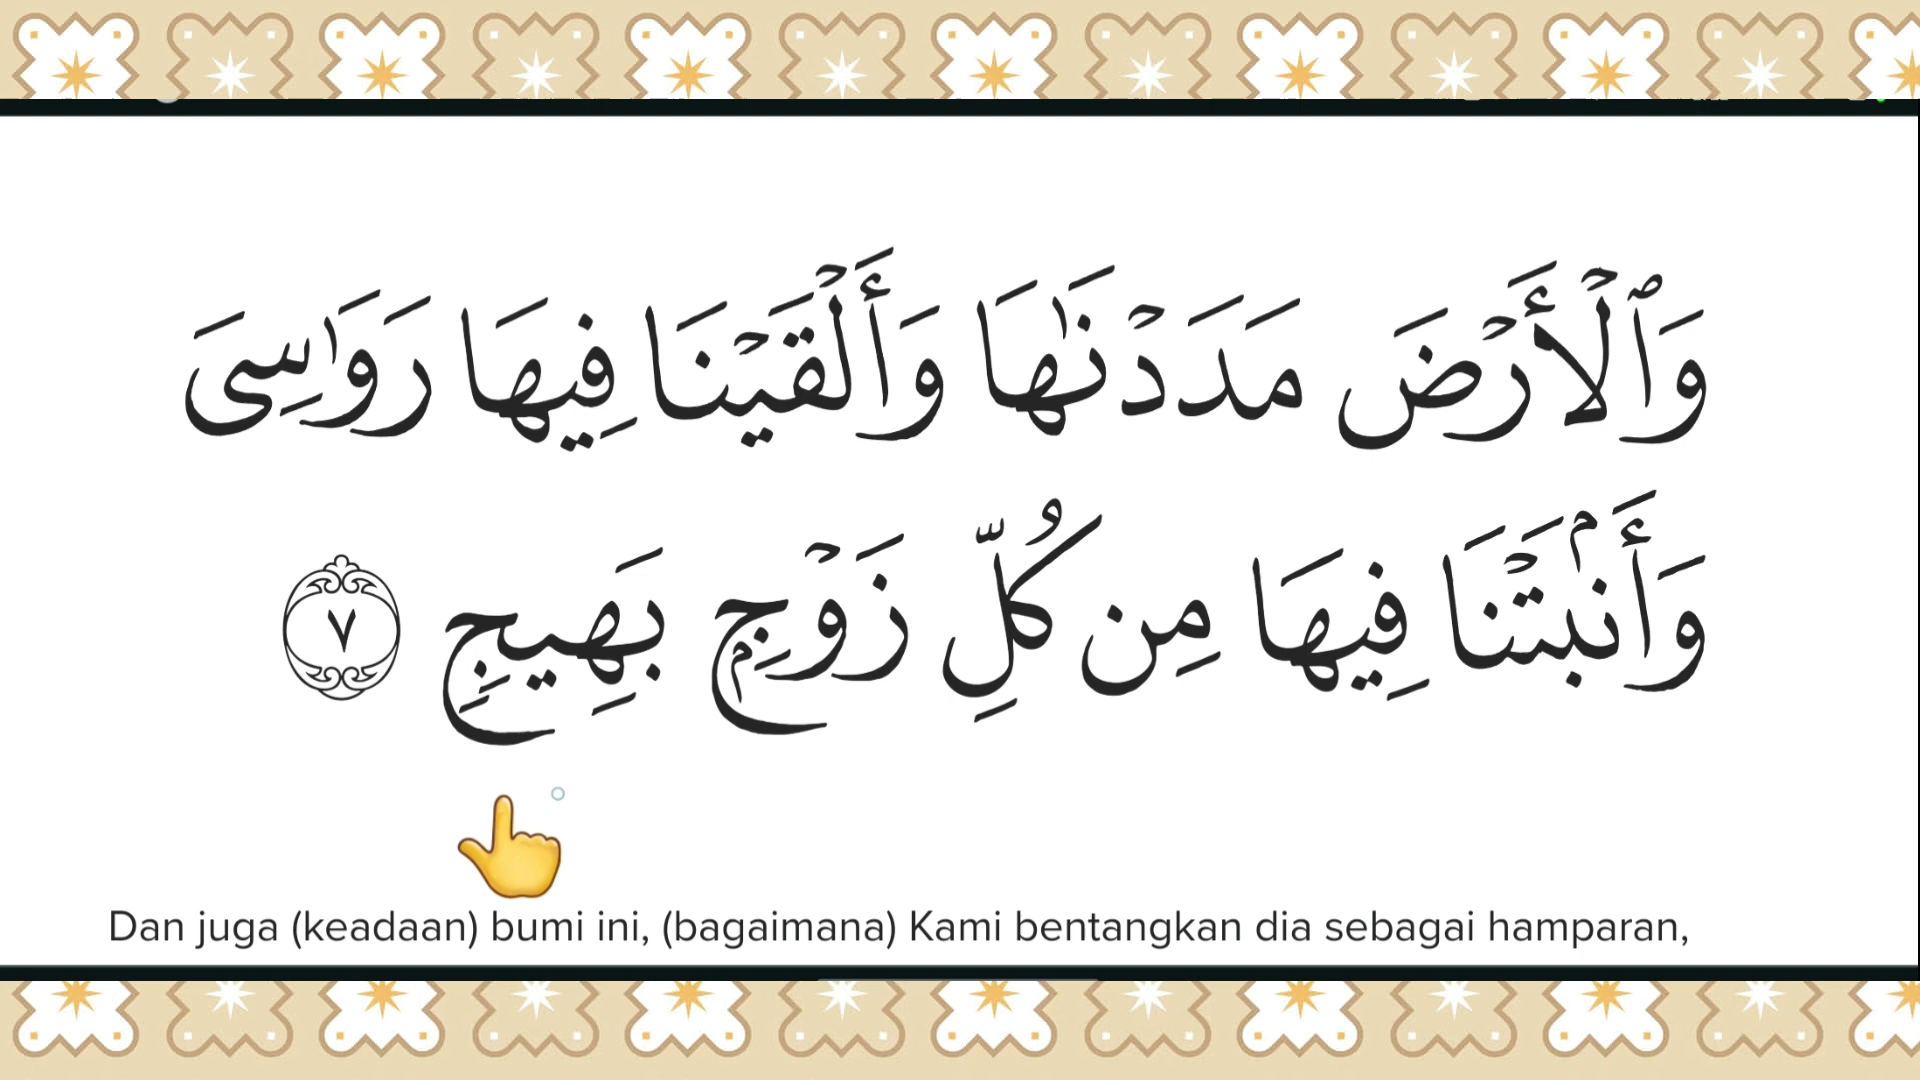 وَٱلْأَرْضَ مَدَدْنَـٰهَا وَأَلْقَيْنَا فِيهَا رَوَٰسِىَ
وَأَنۢبَتْنَا فِيهَا مِن كُلِّ زَوْجٍۭ بَهِيجٍ ٧
Dan juga (keadaan) bumi ini, (bagaimana) Kami bentangkan dia sebagai hamparan,